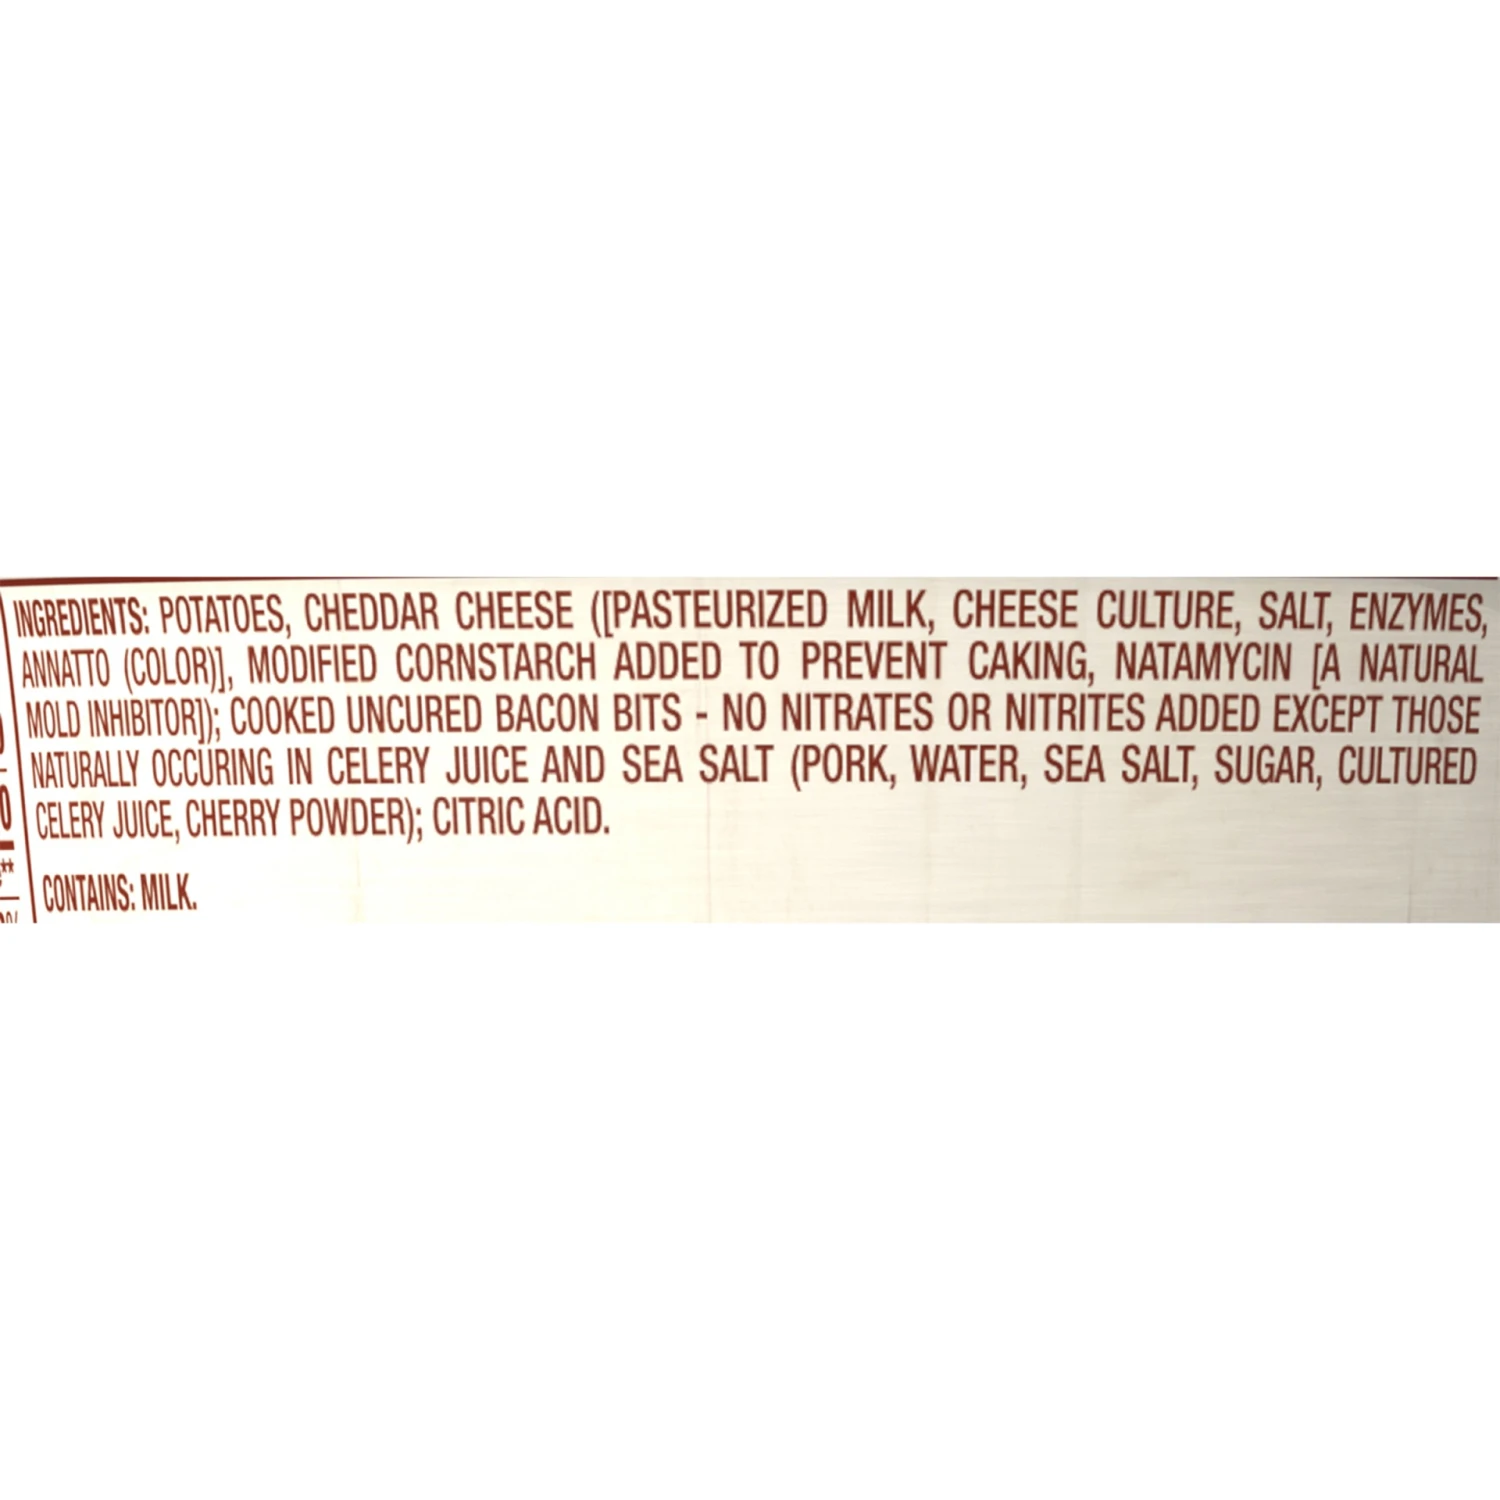 INGREDIENTS: POTATOES, CHEDDAR CHEESE ([PASTEURIZED MILK, CHEESE CULTURE, SALT, ENZYMES,
ANNATTO (COLOR)], MODIFIED CORNSTARCH ADDED TO PREVENT CAKING, NATAMYCIN [A NATURAL
MOLD INHIBITOR]); COOKED UNCURED BACON BITS - NO NITRATES OR NITRITES ADDED EXCEPT THOSE
NATURALLY OCCURING IN CELERY JUICE AND SEA SALT (PORK, WATER, SEA SALT, SUGAR, CULTURED
CELERY JUICE, CHERRY POWDER); CITRIC ACID.
CONTAINS: MILK.